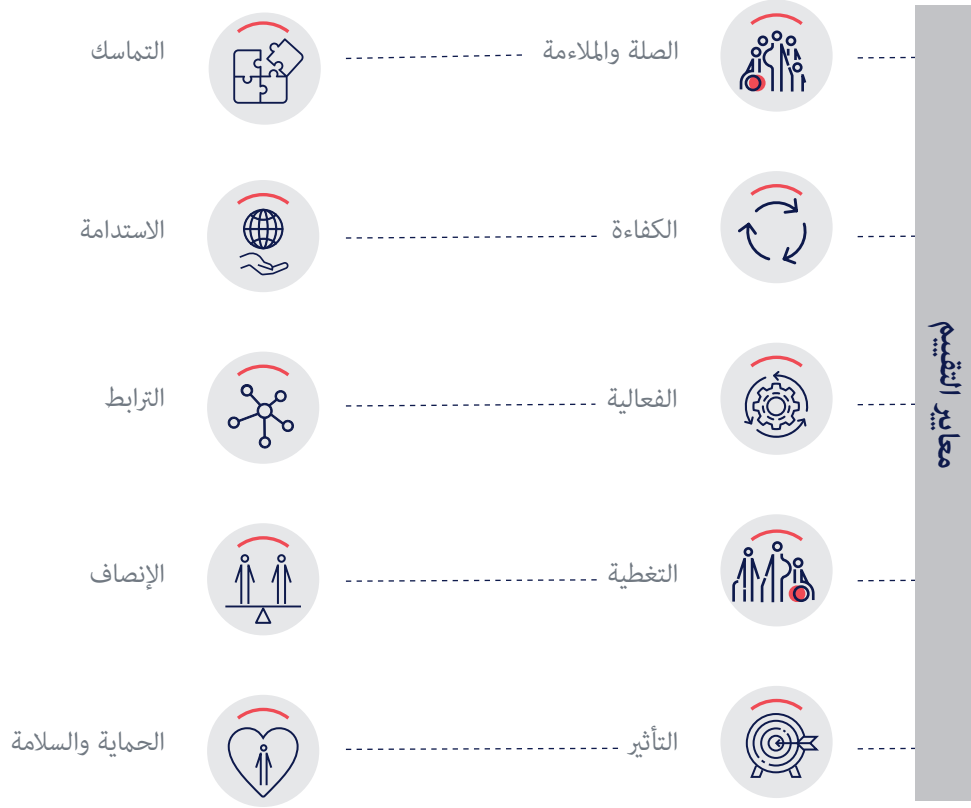 معايير التقييم
الصلة والملاءمة
التماسك
الكفاءة
الاستدامة
الفعالية
الترابط
التغطية
الإنصاف
التأثير
الحماية والسلامة